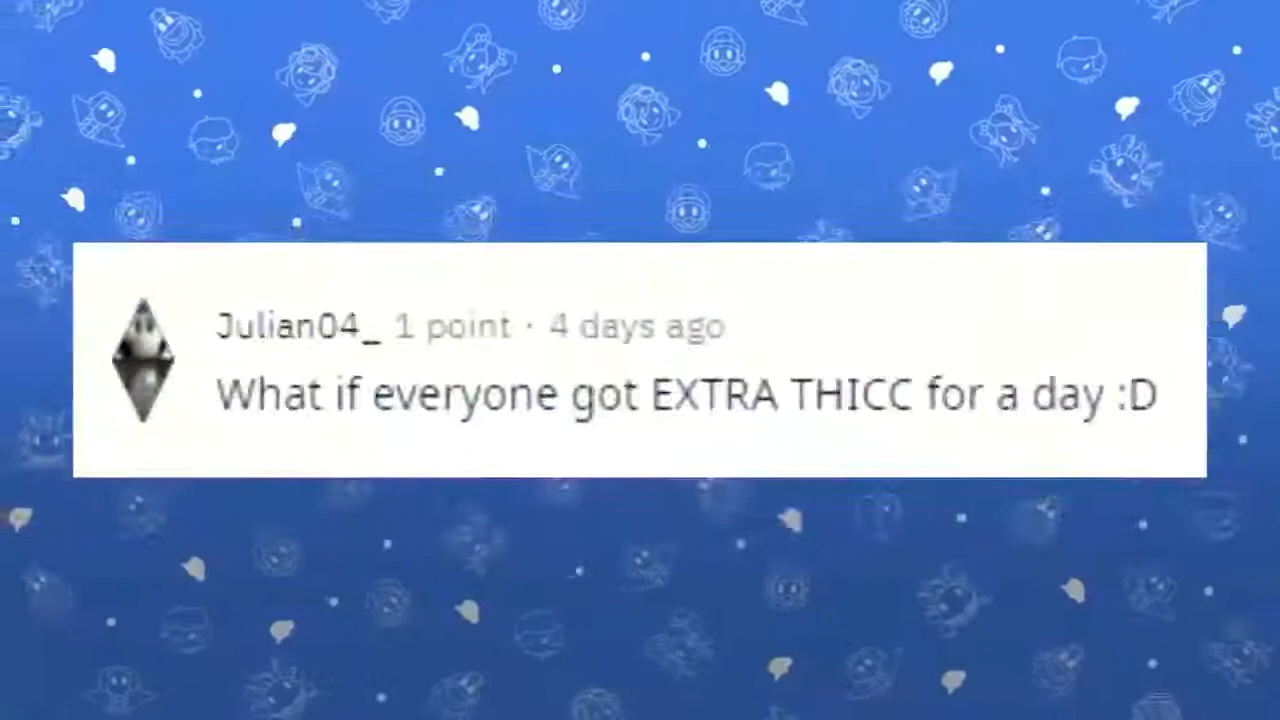 Julian04_ 1 point · 4 days ago
What if everyone got EXTRA THICC for a day :D